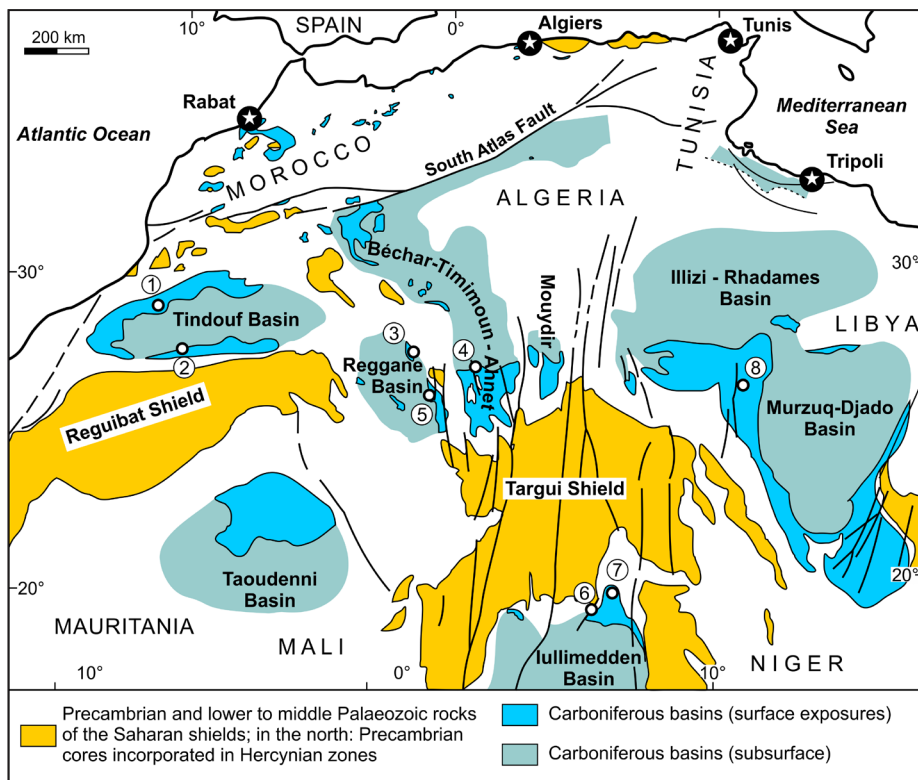 10°
SPAIN
0°
Algiers
10°
Tunis
200 km
Rabat
Atlantic Ocean
MOROCCO
South Atlas Fault
TUNISIA
Mediterranean
Sea
Tripoli
ALGERIA
30°
30°
1
Tindouf Basin
2
Béchar-Timimoun - Ahnet
Mouydir
Illizi - Rhadames
Basin
LIBYA
3
4
Reggane
Basin
5
8
Murzuq-Djado
Basin
Reguibat Shield
Targui Shield
20°
20°
Taoudenni
Basin
6
7
MAURITANIA
MALI
Iullimedden
Basin
NIGER
10°
0°
10°
Precambrian and lower to middle Palaeozoic rocks
of the Saharan shields; in the north: Precambrian
cores incorporated in Hercynian zones
Carboniferous basins (surface exposures)
Carboniferous basins (subsurface)